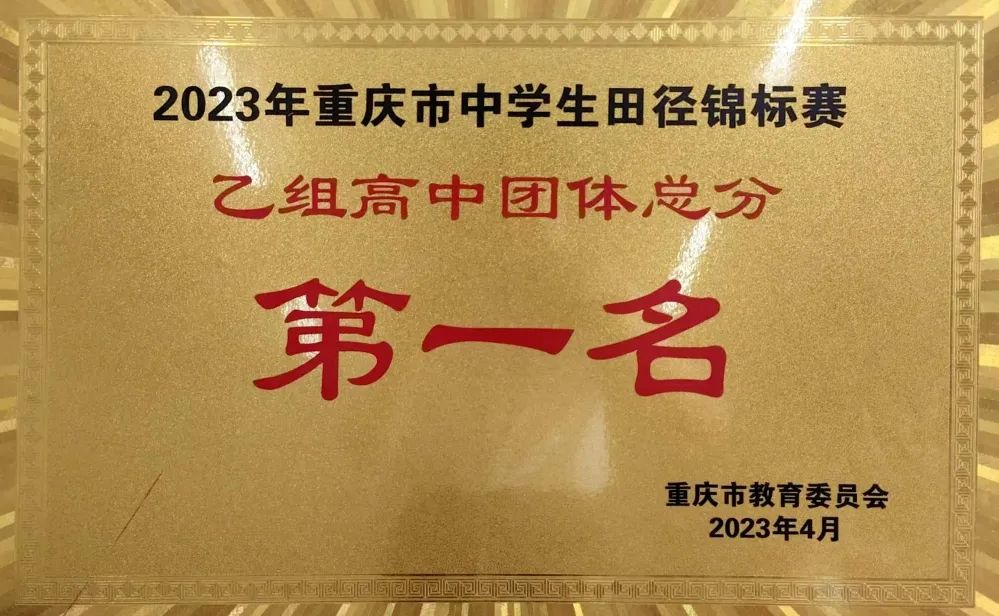 2023年重庆市中学生田径锦标赛
乙组高中团体总分
第一名
重庆市教育委员会
2023年4月